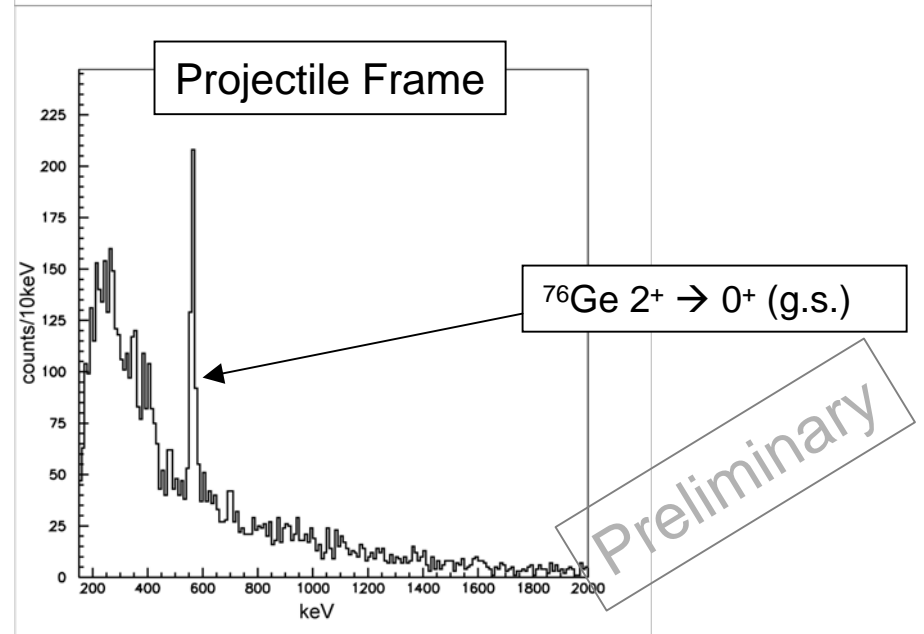 Projectile Frame
225
200
175
150
125
100
75
50
25
0
counts/10keV
200 400 600 800 1000 1200 1400 1600 1800 2000
keV
⁷⁶Ge 2⁺ → 0⁺ (g.s.)
Preliminary